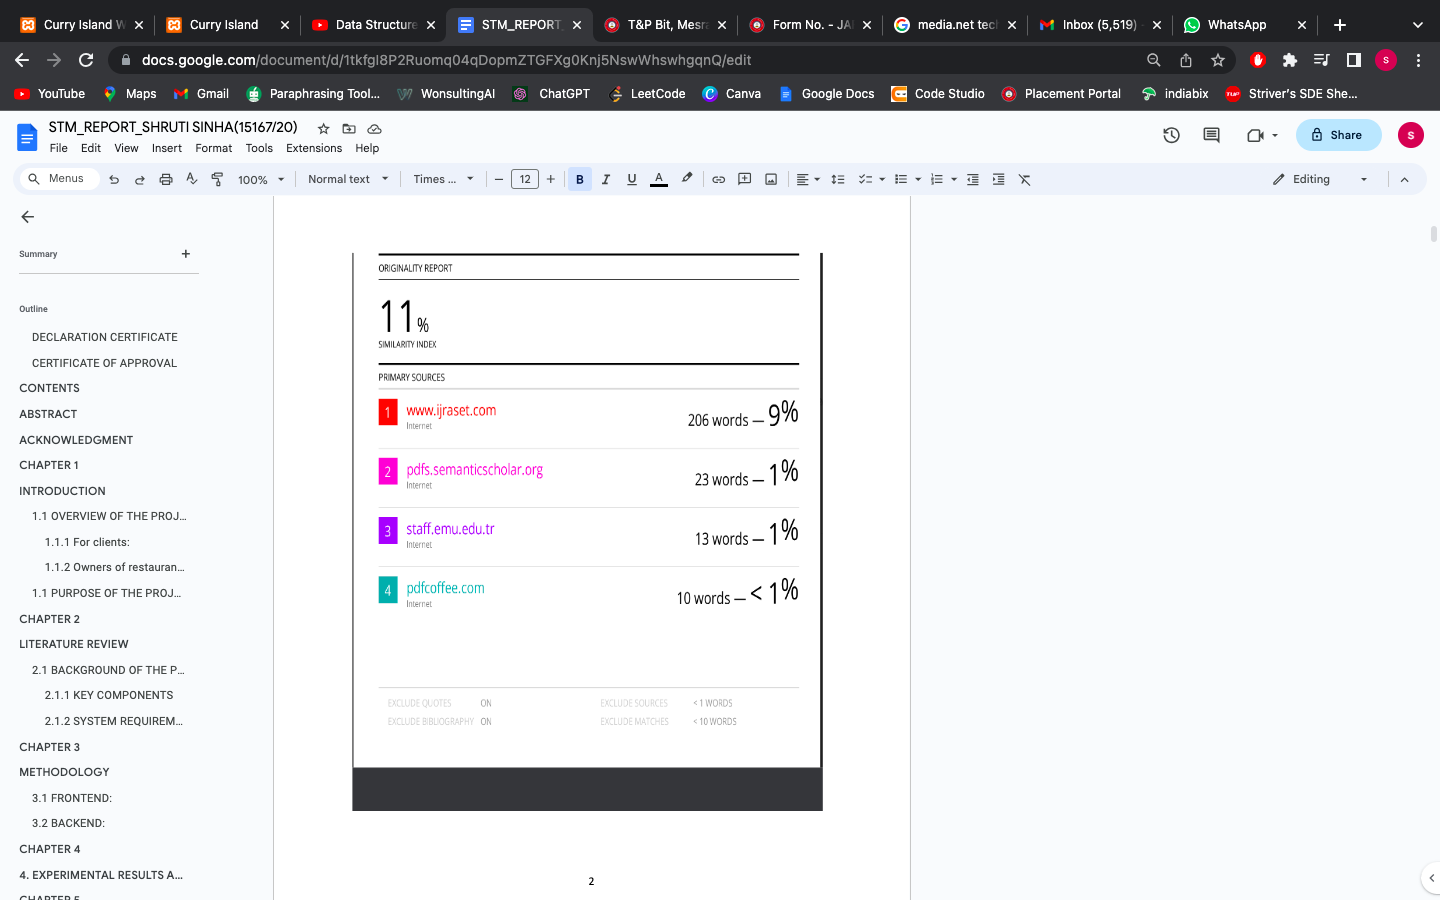 Curry Island W
Curry Island
Data Structure
STM_REPORT_
T&P Bit, Mesra
Form No. - JA
media.net tech
Inbox (5,519) -
WhatsApp
docs.google.com/document/d/1tkfgl8P2Ruomq04qDopmZTGFXg0Knj5NswWhswhgqnQ/edit
S
YouTube
Maps
Gmail
Paraphrasing Tool...
WonsultingAI
ChatGPT
LeetCode
Canva
Google Docs
Code Studio
Placement Portal
indiabix
Striver's SDE She...
STM_REPORT_SHRUTI SINHA(15167/20)
File Edit View Insert Format Tools Extensions Help
Share
S
Menus
100%
Normal text
Times ...
12
B I U A
Editing
Summary
Outline
DECLARATION CERTIFICATE
CERTIFICATE OF APPROVAL
CONTENTS
ABSTRACT
ACKNOWLEDGMENT
CHAPTER 1
INTRODUCTION
1.1 OVERVIEW OF THE PROJ...
1.1.1 For clients:
1.1.2 Owners of restauran...
1.1 PURPOSE OF THE PROJ...
CHAPTER 2
LITERATURE REVIEW
2.1 BACKGROUND OF THE P...
2.1.1 KEY COMPONENTS
2.1.2 SYSTEM REQUIREM...
CHAPTER 3
METHODOLOGY
3.1 FRONTEND:
3.2 BACKEND:
CHAPTER 4
4. EXPERIMENTAL RESULTS A...
CHAPTER 5
ORIGINALITY REPORT
11%
SIMILARITY INDEX
PRIMARY SOURCES
1 www.ijraset.com 206 words — 9%
Internet
2 pdfs.semanticscholar.org 23 words — 1%
Internet
3 staff.emu.edu.tr 13 words — 1%
Internet
4 pdfcoffee.com 10 words — < 1%
Internet
EXCLUDE QUOTES ON EXCLUDE SOURCES < 1 WORDS
EXCLUDE BIBLIOGRAPHY ON EXCLUDE MATCHES < 10 WORDS
2